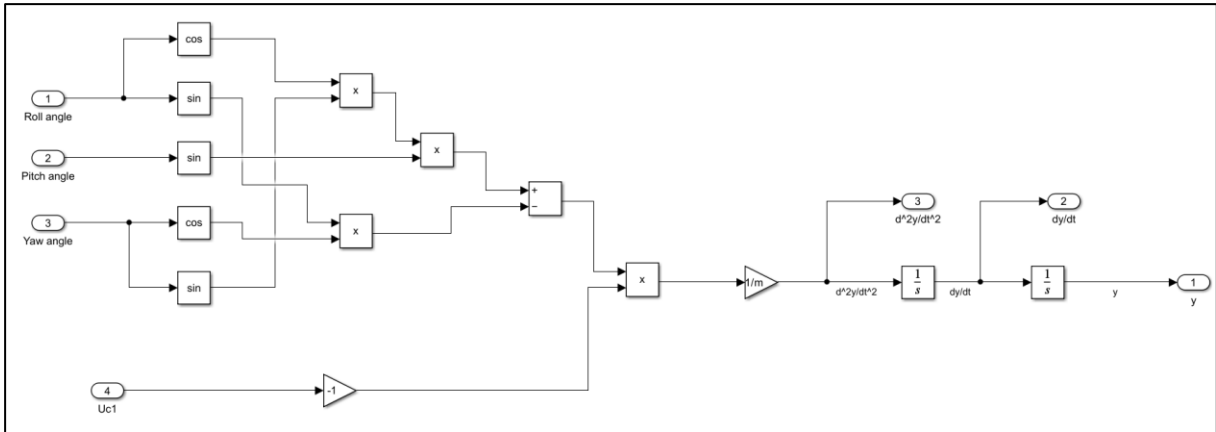 cos
1
Roll angle
sin
x
2
Pitch angle
sin
x
+
−
3
Yaw angle
cos
x
sin
x
1/m
3
d^2y/dt^2
2
dy/dt
d^2y/dt^2
1
s
dy/dt
1
s
y
1
y
4
Uc1
-1